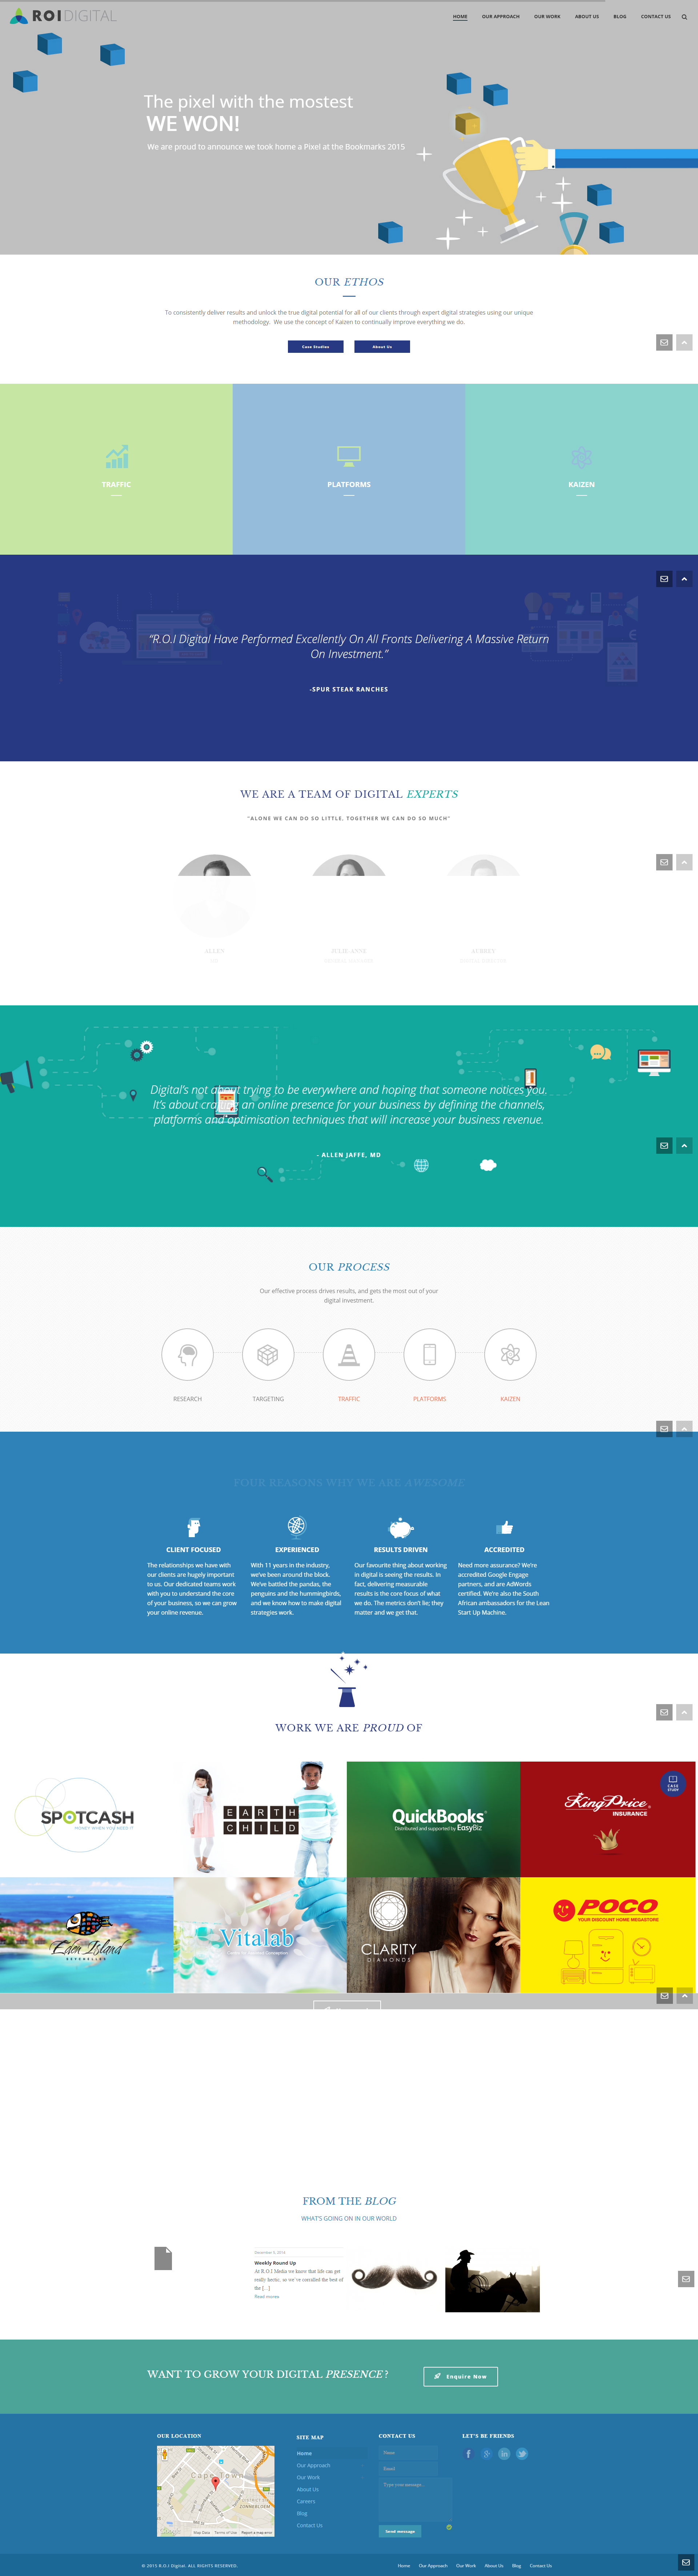 ROIDIGITAL
HOME OUR APPROACH OUR WORK ABOUT US BLOG CONTACT US
The pixel with the mostest
WE WON!
We are proud to announce we took home a Pixel at the Bookmarks 2015
OUR ETHOS
To consistently deliver results and unlock the true digital potential for all of our clients through expert digital strategies using our unique
methodology. We use the concept of Kaizen to continually improve everything we do.
Case Studies About Us
TRAFFIC PLATFORMS KAIZEN
“R.O.I Digital Have Performed Excellently On All Fronts Delivering A Massive Return
On Investment.”
-SPUR STEAK RANCHES
WE ARE A TEAM OF DIGITAL EXPERTS
"ALONE WE CAN DO SO LITTLE, TOGETHER WE CAN DO SO MUCH"
ALLEN JULIE-ANNE AUBREY
Digital's not trying to be everywhere and hoping that someone notices you.
It's about an online presence for your business by defining the channels,
platforms and optimisation techniques that will increase your business revenue.
- ALLEN JAFFE, MD
OUR PROCESS
Our effective process drives results, and gets the most out of your
digital investment.
RESEARCH TARGETING TRAFFIC PLATFORMS KAIZEN
FOUR REASONS WHY WE ARE AWESOME
CLIENT FOCUSED
The relationships we have with
our clients are hugely important
to us. Our dedicated teams work
with you to understand the core
of your business, so we can grow
your online revenue.
EXPERIENCED
With 11 years in the industry,
we've been around the block.
We've battled the pandas, the
penguins and the hummingbirds,
and we know how to make digital
strategies work.
RESULTS DRIVEN
Our favourite thing about working
in digital is seeing the results. In
fact, delivering measurable
results is the core focus of what
we do. The metrics don't lie; they
matter and we get that.
ACCREDITED
Need more assurance? We're
accredited Google Engage
partners, and are AdWords
certified. We're also the South
African ambassadors for the Lean
Start Up Machine.
WORK WE ARE PROUD OF
SPOTCASH
MONEY WHEN YOU NEED IT
EARTH
CHILD
QuickBooks
Distributed and supported by EasyBiz
CASE
STUDY
King Price
INSURANCE
Eden Island
SEYCHELLES
Vitalab
CLARITY
DIAMONDS
POCO
YOUR DISCOUNT HOME MEGASTORE
FROM THE BLOG
WHAT'S GOING ON IN OUR WORLD
Weekly Round Up
At R.O.I Media we know that life can get
really hectic, so we've compiled the best of
the [...]
Read more
WANT TO GROW YOUR DIGITAL PRESENCE ?
Enquire Now
OUR LOCATION
Cape Town
ZONNEBLOEM
Map Data Terms of Use Report a map error
SITE MAP
Home
Our Approach
Our Work
About Us
Careers
Blog
Contact Us
CONTACT US
Name
Email
Type your message...
Send message
LET'S BE FRIENDS
© 2015 R.O.I Digital. ALL RIGHTS RESERVED.
Home Our Approach Our Work About Us Blog Contact Us